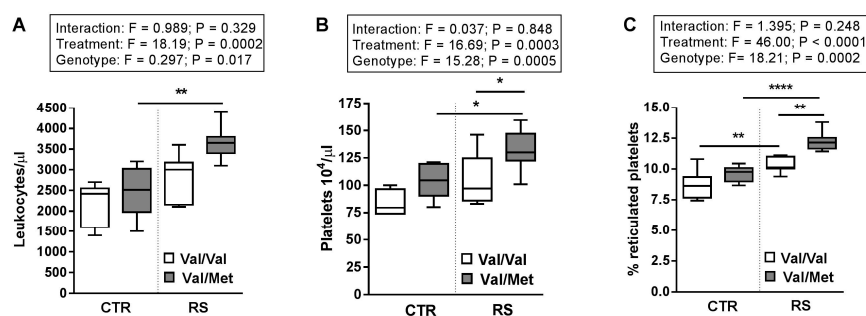 A
Interaction: F = 0.989; P = 0.329
Treatment: F = 18.19; P = 0.0002
Genotype: F = 0.297; P = 0.017
**
4500
4000
3500
3000
2500
2000
1500
1000
500
0
Leukocytes/µl
Val/Val
Val/Met
CTR RS
B
Interaction: F = 0.037; P = 0.848
Treatment: F = 16.69; P = 0.0003
Genotype: F = 15.28; P = 0.0005
*
*
175
150
125
100
75
50
25
0
Platelets 10^4/µl
Val/Val
Val/Met
CTR RS
C
Interaction: F = 1.395; P = 0.248
Treatment: F = 46.00; P < 0.0001
Genotype: F= 18.21; P = 0.0002
****
**
**
15.0
12.5
10.0
7.5
5.0
2.5
0.0
% reticulated platelets
Val/Val
Val/Met
CTR RS